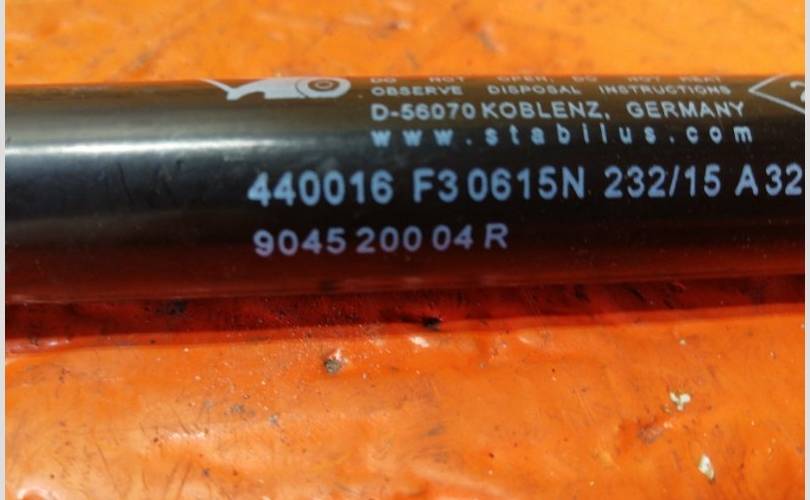 DO NOT OPEN. DO NOT HEAT
OBSERVE DISPOSAL INSTRUCTIONS
D-56070 KOBLENZ, GERMANY
www.stabilus.com
440016 F3 0615N 232/15 A32
9045 200 04 R